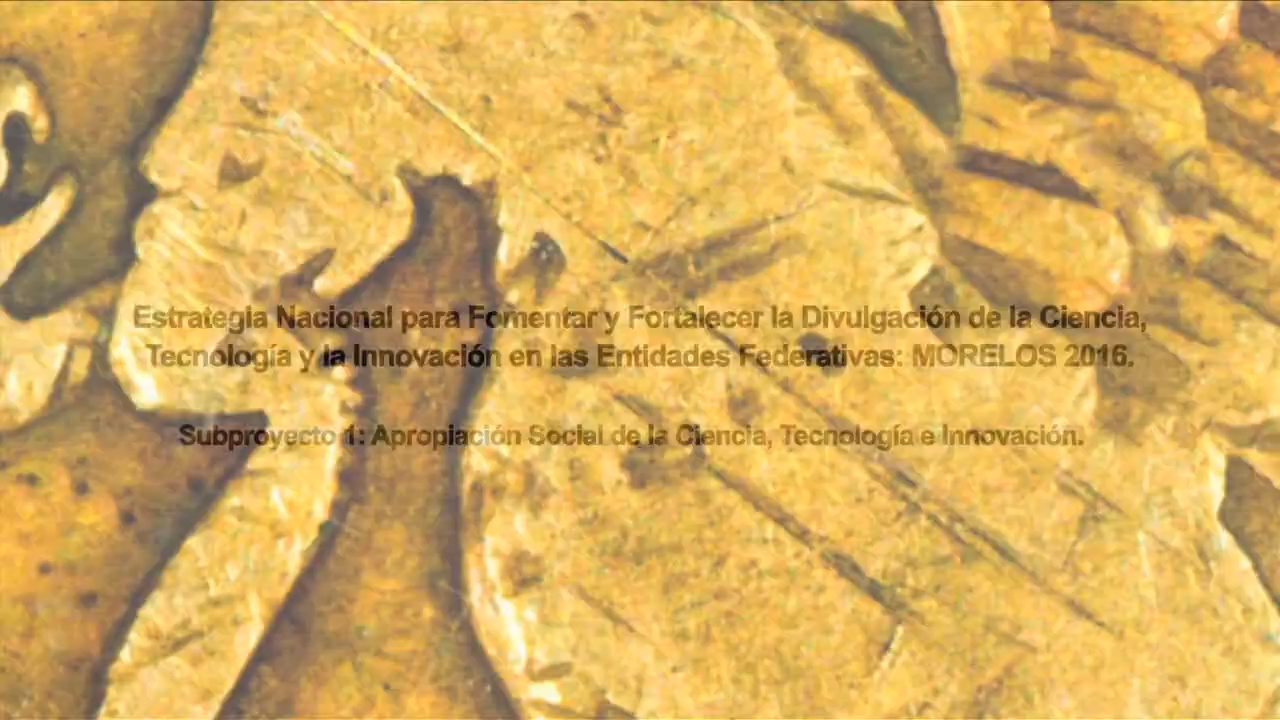 Estrategia Nacional para Fomentar y Fortalecer la Divulgación de la Ciencia,
Tecnología y la Innovación en las Entidades Federativas: MORELOS 2016.
Subproyecto 1: Apropiación Social de la Ciencia, Tecnología e Innovación.